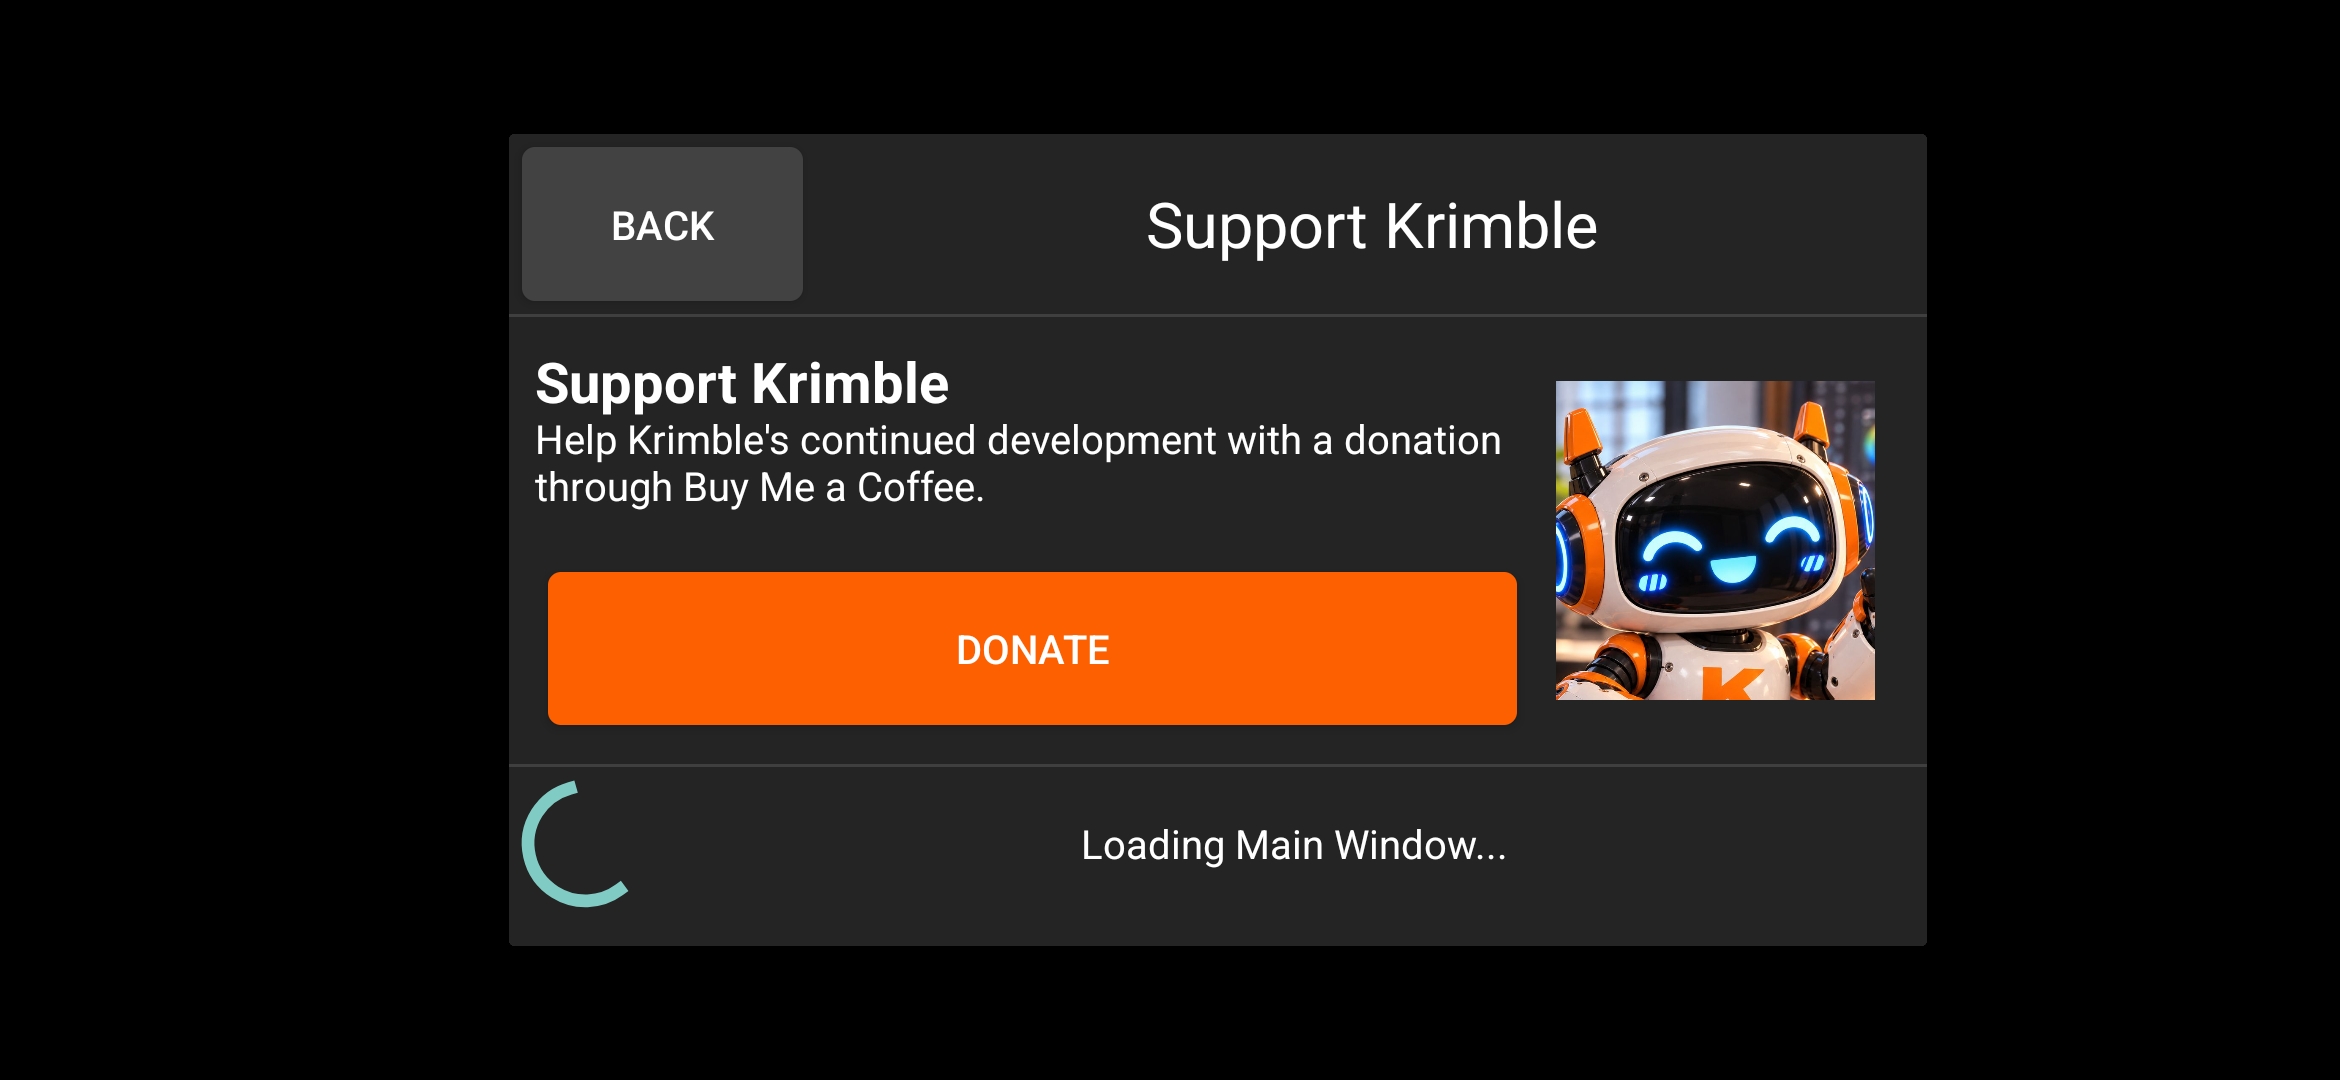 BACK
Support Krimble
Support Krimble
Help Krimble's continued development with a donation
through Buy Me a Coffee.
DONATE
K
Loading Main Window...